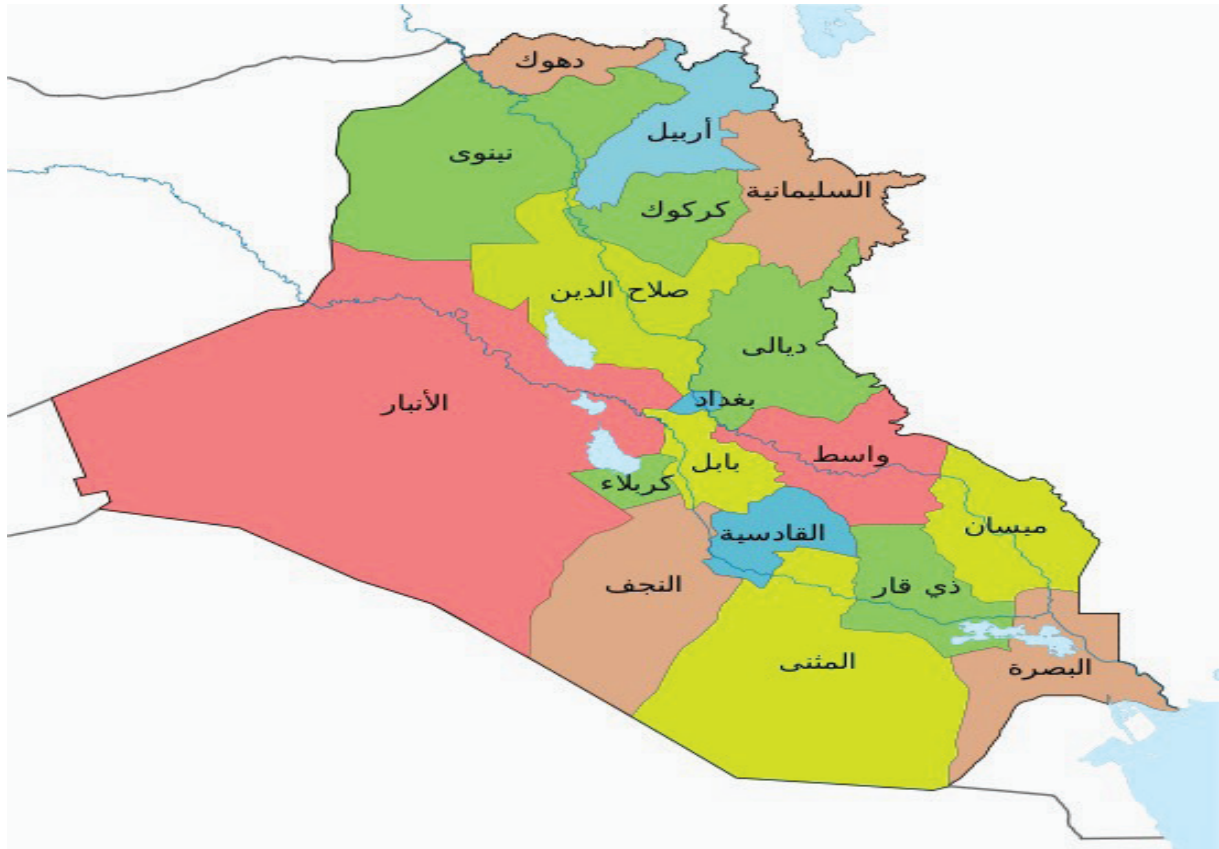 دهوك
أربيل
نينوى
السليمانية
كركوك
صلاح الدين
ديالى
بغداد
الأنبار
واسط
بابل
كربلاء
ميسان
القادسية
النجف
ذي قار
المثنى
البصرة